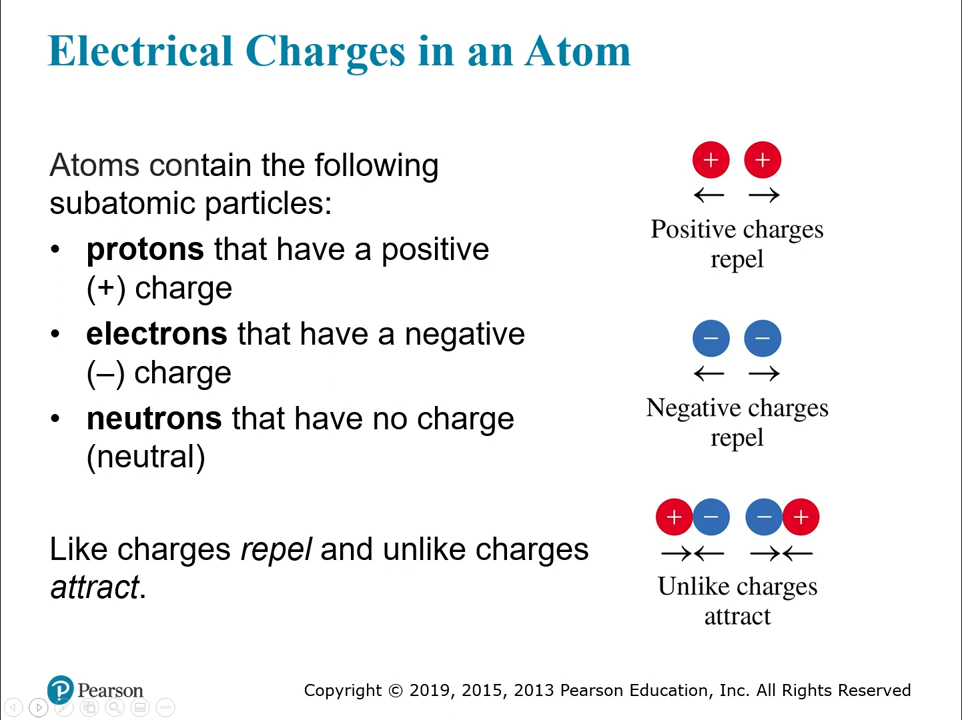 Electrical Charges in an Atom
Atoms contain the following
subatomic particles:
• protons that have a positive
(+) charge
• electrons that have a negative
(–) charge
• neutrons that have no charge
(neutral)
Like charges repel and unlike charges
attract.
+ +
← →
Positive charges
repel
− −
← →
Negative charges
repel
+ − − +
→← →←
Unlike charges
attract
P Pearson
Copyright © 2019, 2015, 2013 Pearson Education, Inc. All Rights Reserved